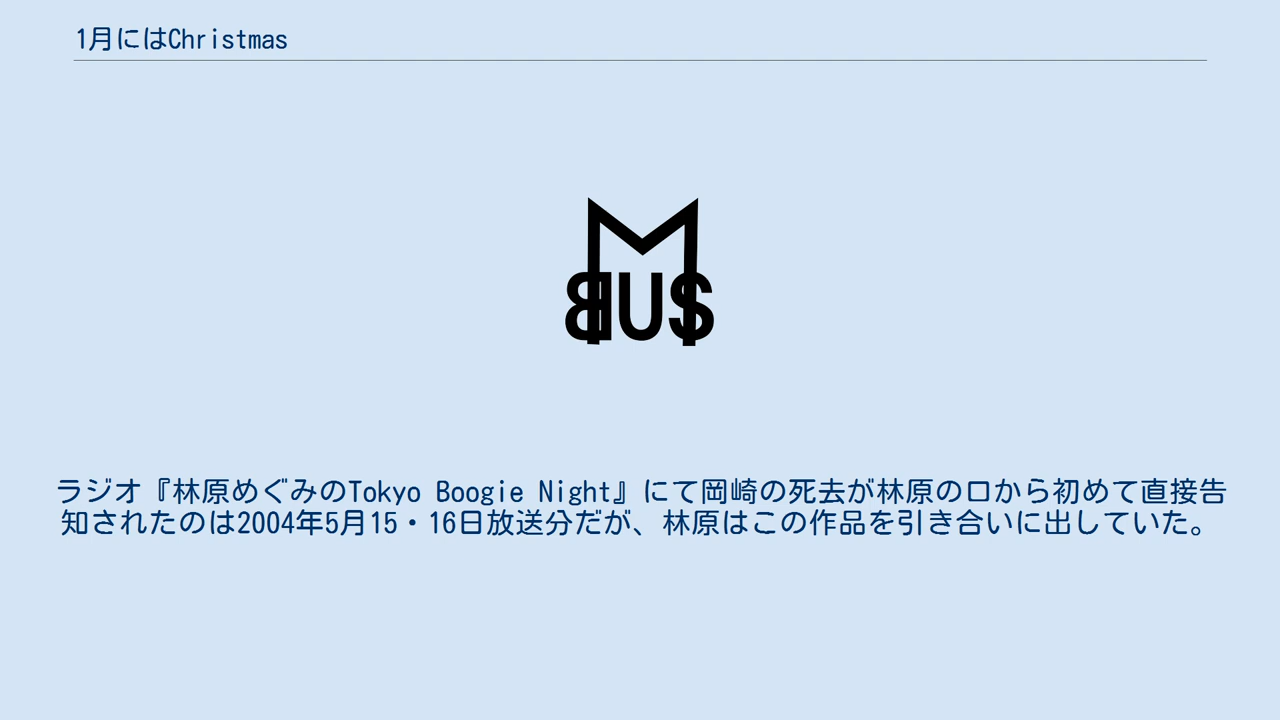 1月にはChristmas
M
BUS
ラジオ『林原めぐみのTokyo Boogie Night』にて岡崎の死去が林原の口から初めて直接告
知されたのは2004年5月15・16日放送分だが、林原はこの作品を引き合いに出していた。